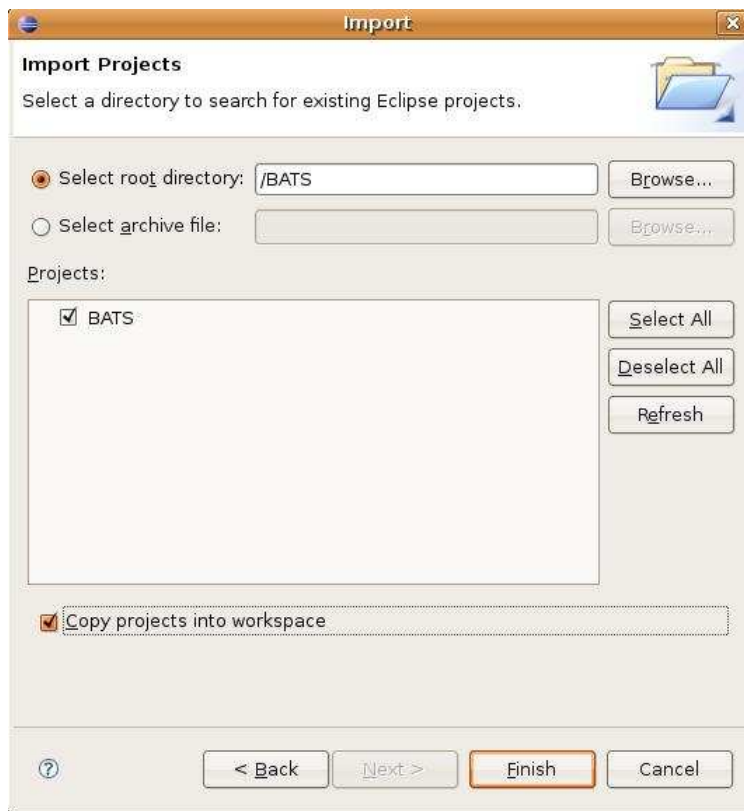 Import
Import Projects
Select a directory to search for existing Eclipse projects.
Select root directory: /BATS Browse...
Select archive file: Browse...
Projects:
BATS
Select All
Deselect All
Refresh
Copy projects into workspace
? < Back Next > Finish Cancel